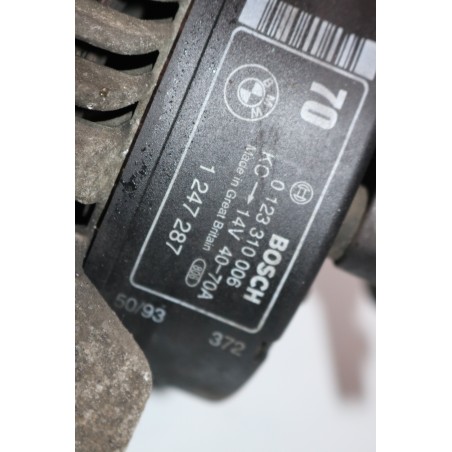 70
BMW
BOSCH
0 123 310 006
KC → 14V 40-70A
Made in Great Britain
1 247 287
50/93
372